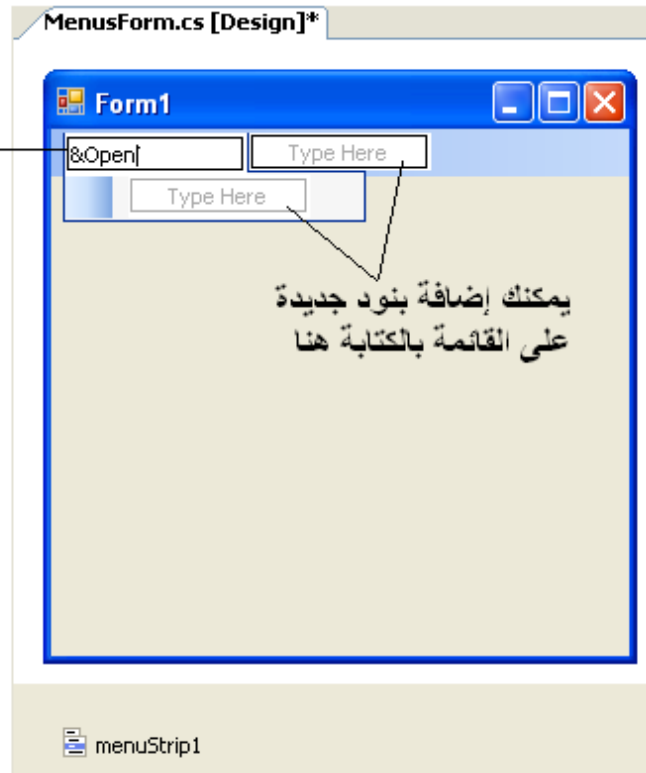 MenusForm.cs [Design]*
Form1
&Open
Type Here
Type Here
يمكنك إضافة بنود جديدة
على القائمة بالكتابة هنا
menuStrip1